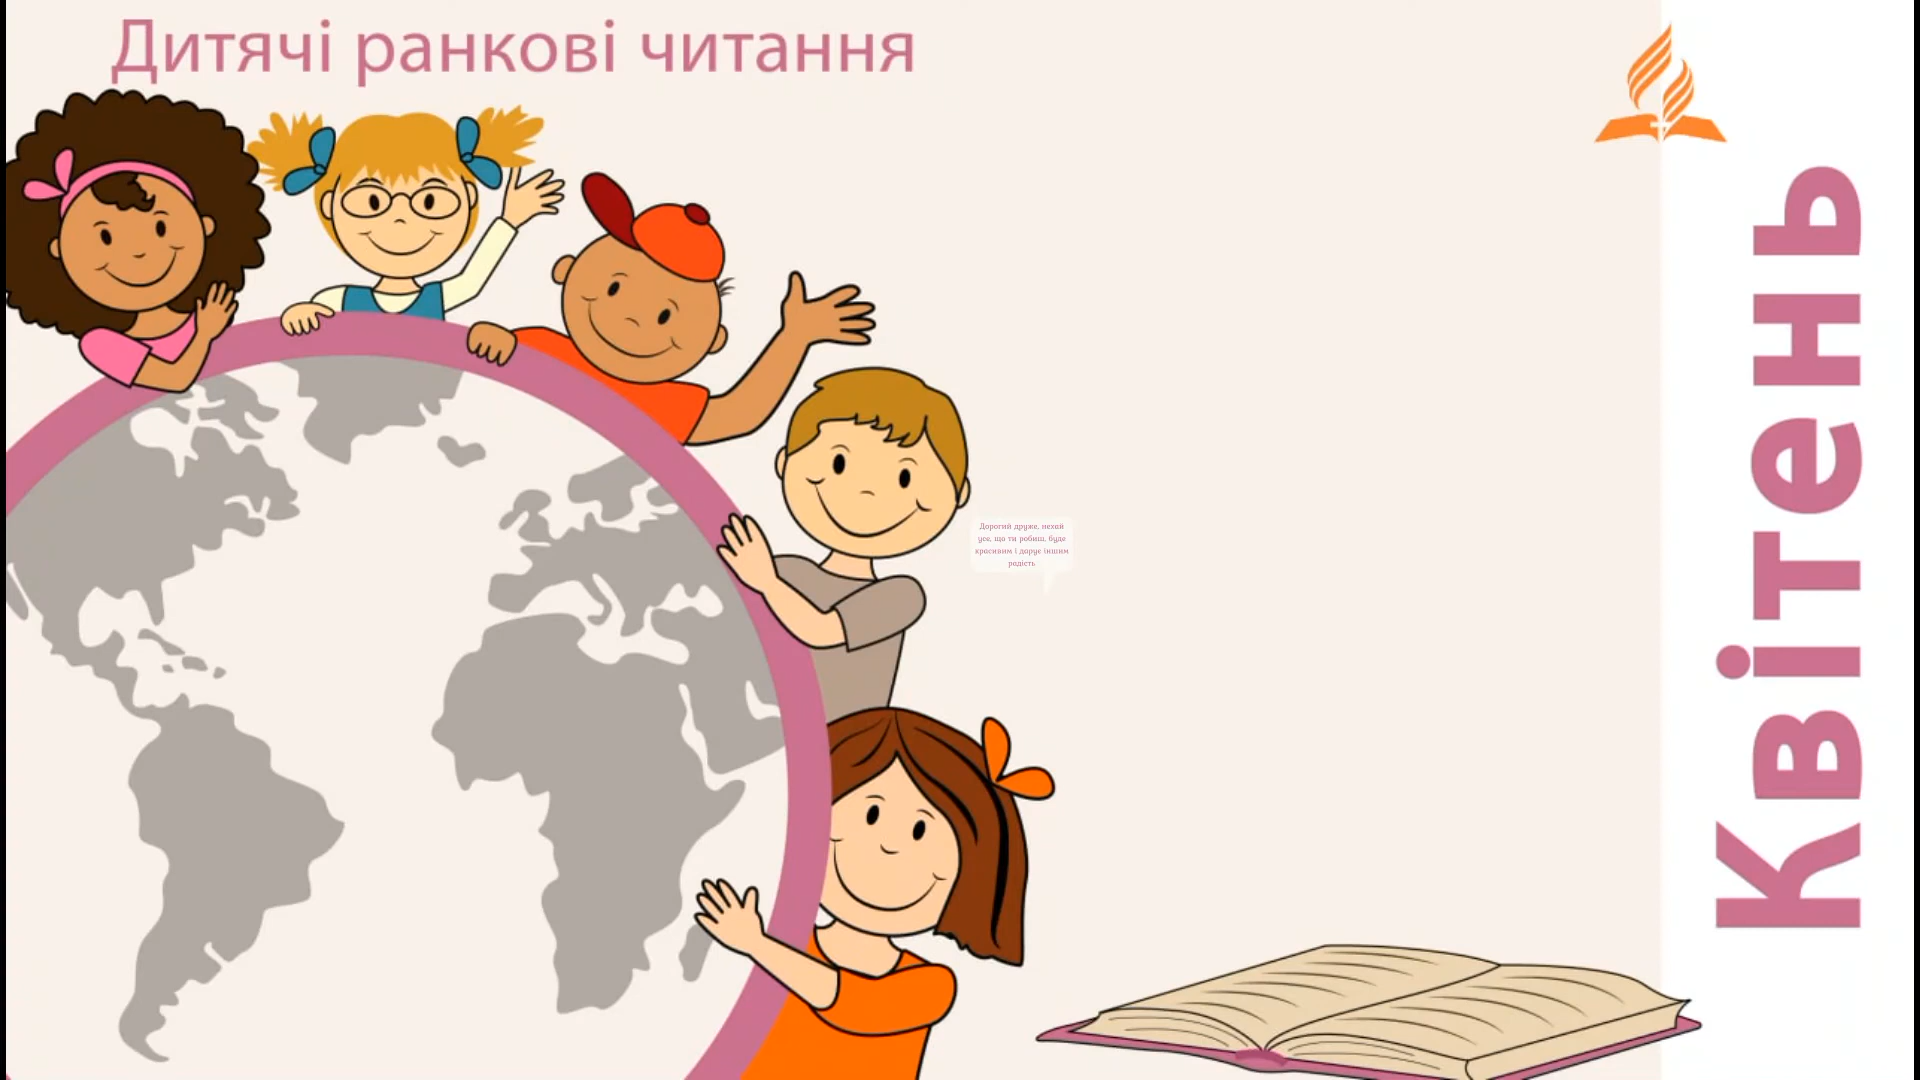 Дитячі ранкові читання
Дорогий друже, нехай
усе, що ти робиш, буде
красивим і дарує іншим
радість
Квітень